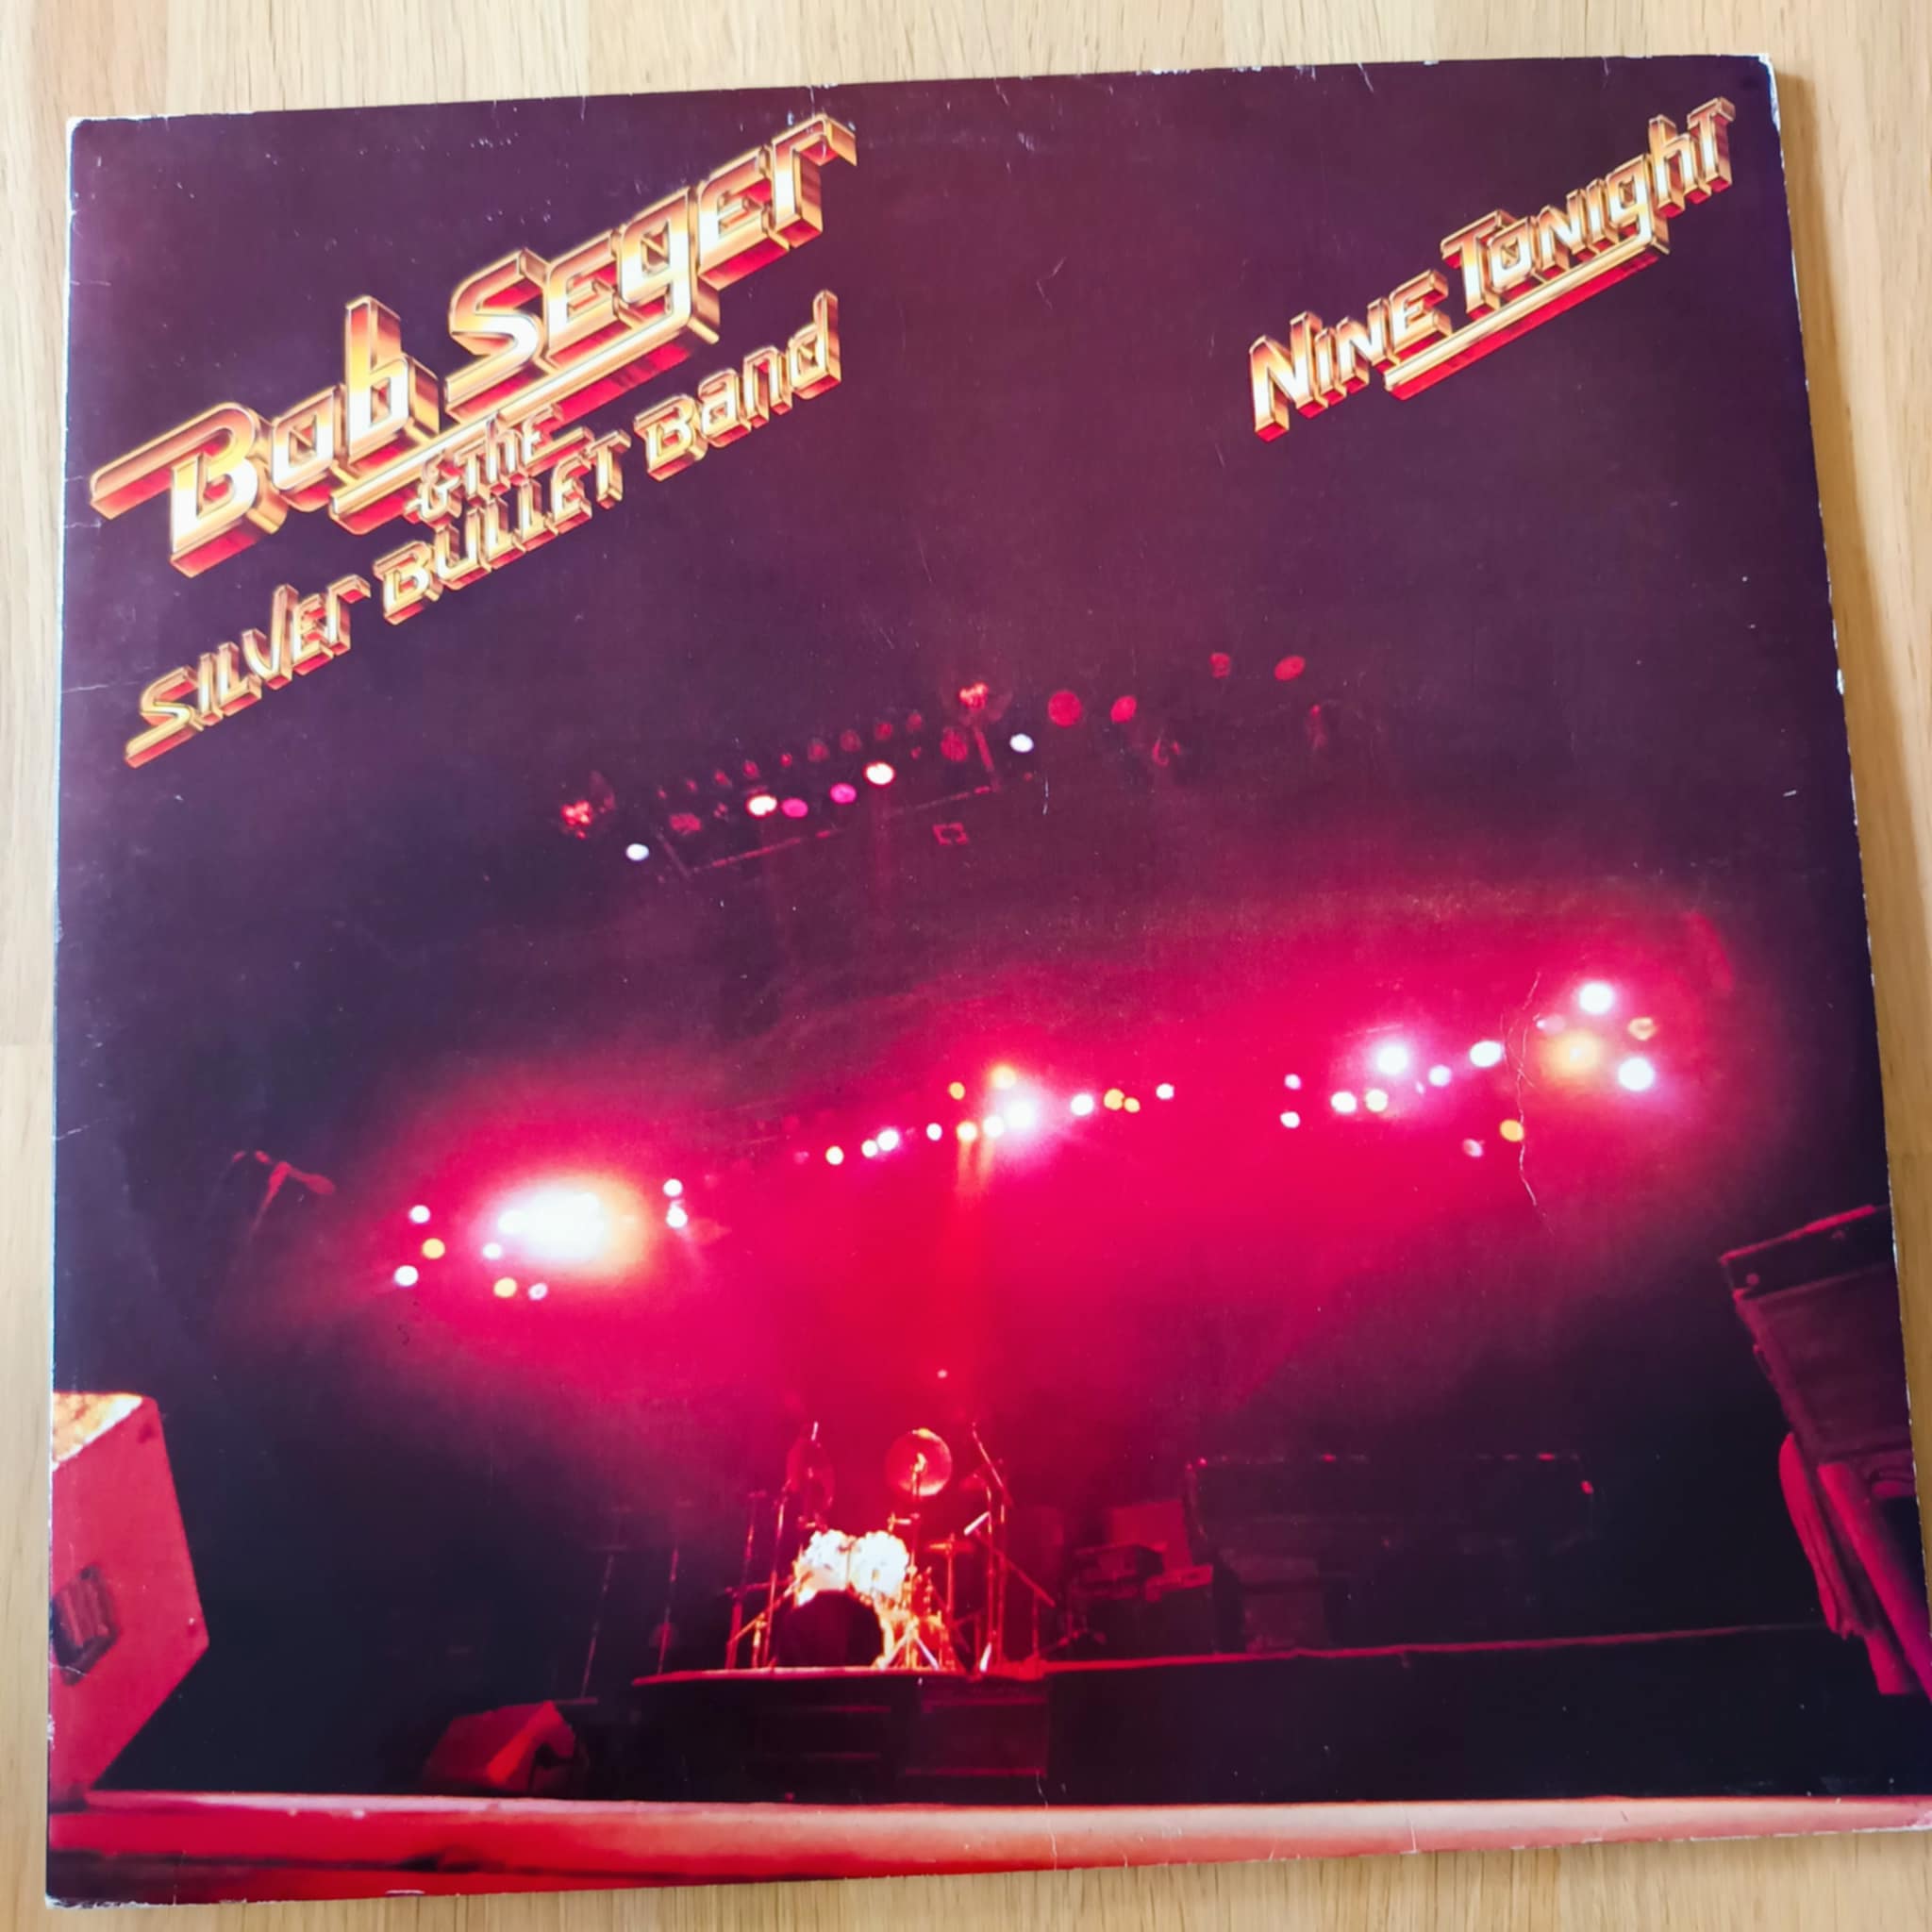 Bob Seger
& The
Silver Bullet Band
Nine Tonight